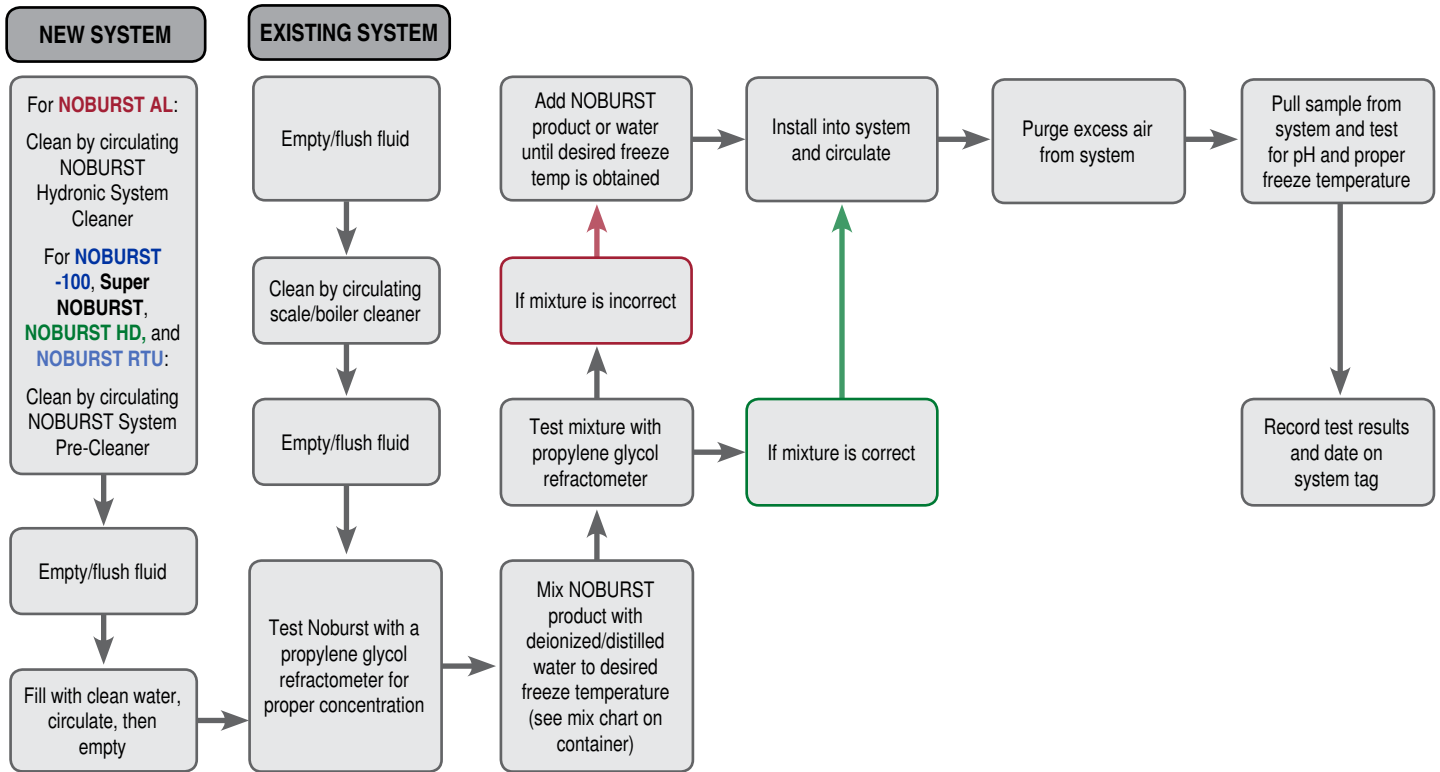 NEW SYSTEM
For NOBURST AL:
Clean by circulating
NOBURST
Hydronic System
Cleaner
For NOBURST
-100, Super
NOBURST,
NOBURST HD, and
NOBURST RTU:
Clean by circulating
NOBURST System
Pre-Cleaner
Empty/flush fluid
Fill with clean water,
circulate, then
empty
EXISTING SYSTEM
Empty/flush fluid
Clean by circulating
scale/boiler cleaner
Empty/flush fluid
Test Noburst with a
propylene glycol
refractometer for
proper concentration
Mix NOBURST
product with
deionized/distilled
water to desired
freeze temperature
(see mix chart on
container)
Test mixture with
propylene glycol
refractometer
If mixture is incorrect
Add NOBURST
product or water
until desired freeze
temp is obtained
If mixture is correct
Install into system
and circulate
Purge excess air
from system
Pull sample from
system and test
for pH and proper
freeze temperature
Record test results
and date on
system tag